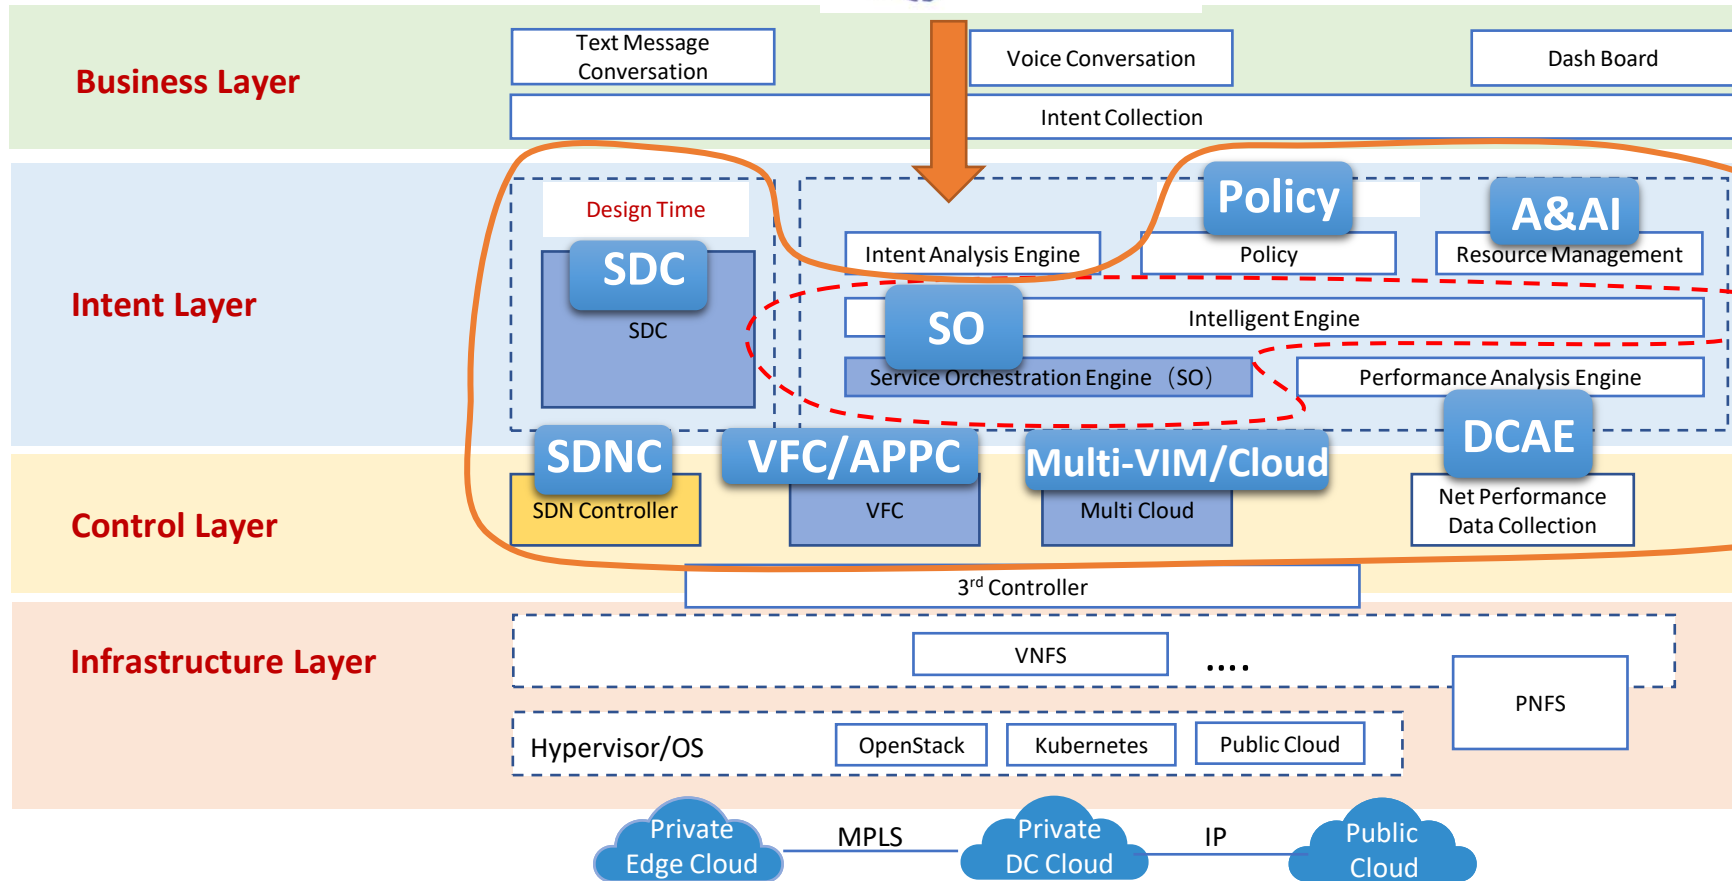 Text Message
Conversation
Voice Conversation
Dash Board
Business Layer
Intent Collection
Design Time
Policy
A&AI
Intent Analysis Engine
Policy
Resource Management
SDC
Intent Layer
SDC
SO
Intelligent Engine
Service Orchestration Engine（SO）
Performance Analysis Engine
SDNC
VFC/APPC
Multi-VIM/Cloud
DCAE
Control Layer
SDN Controller
VFC
Multi Cloud
Net Performance
Data Collection
3rd Controller
Infrastructure Layer
VNFS
....
PNFS
Hypervisor/OS
OpenStack
Kubernetes
Public Cloud
Private
Edge Cloud
MPLS
Private
DC Cloud
IP
Public
Cloud